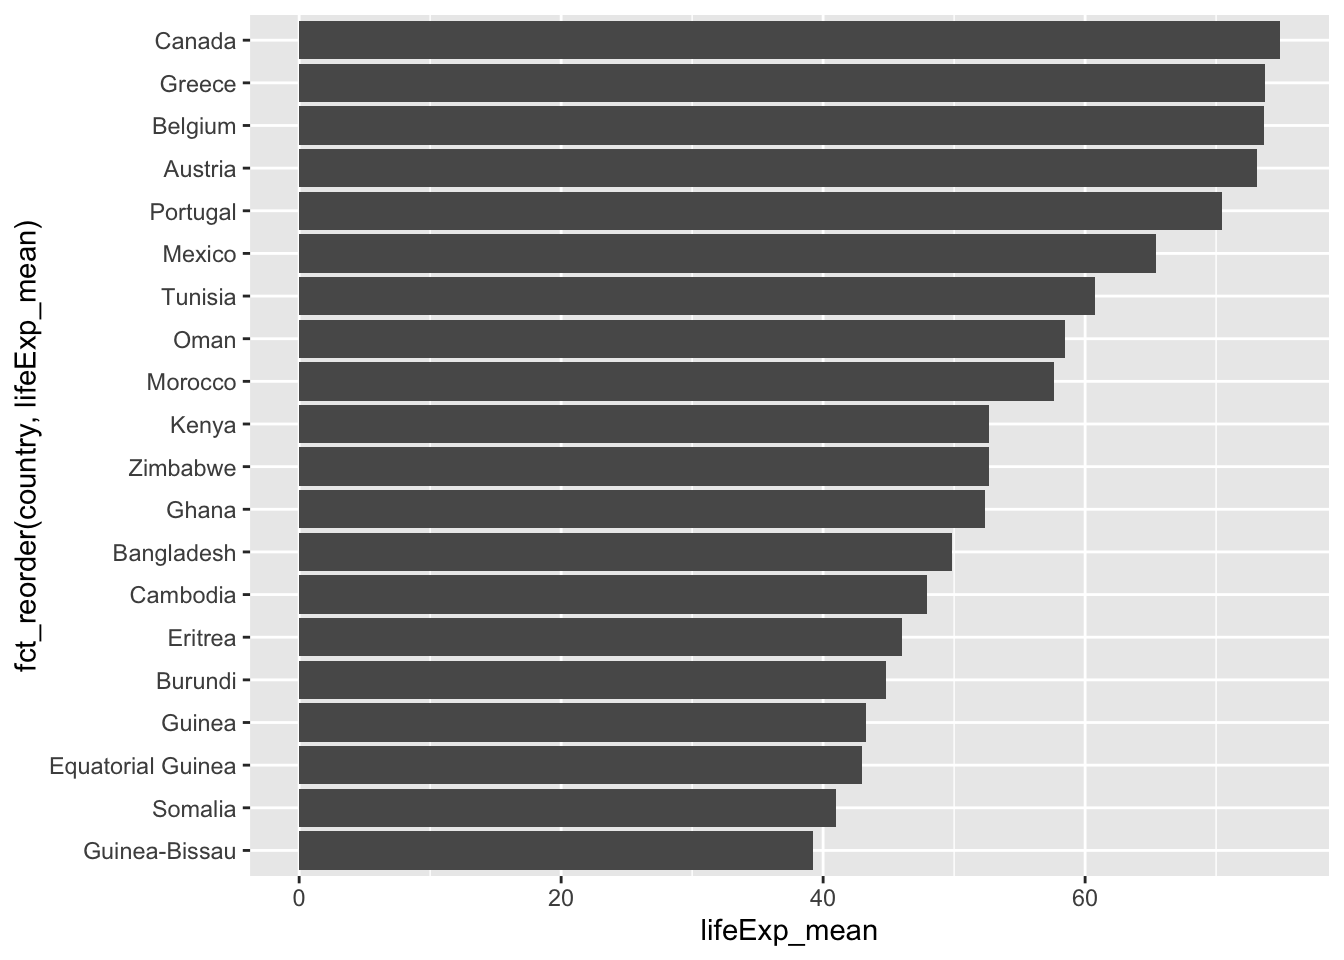 Canada
Greece
Belgium
Austria
Portugal
Mexico
Tunisia
Oman
Morocco
Kenya
Zimbabwe
Ghana
Bangladesh
Cambodia
Eritrea
Burundi
Guinea
Equatorial Guinea
Somalia
Guinea-Bissau
fct_reorder(country, lifeExp_mean)
0 20 40 60
lifeExp_mean